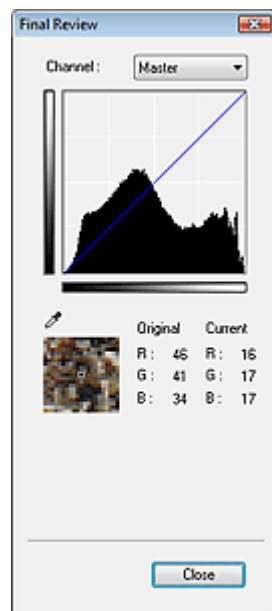 Final Review
Channel : Master
Original Current
R : 46 R : 16
G : 41 G : 17
B : 34 B : 17
Close